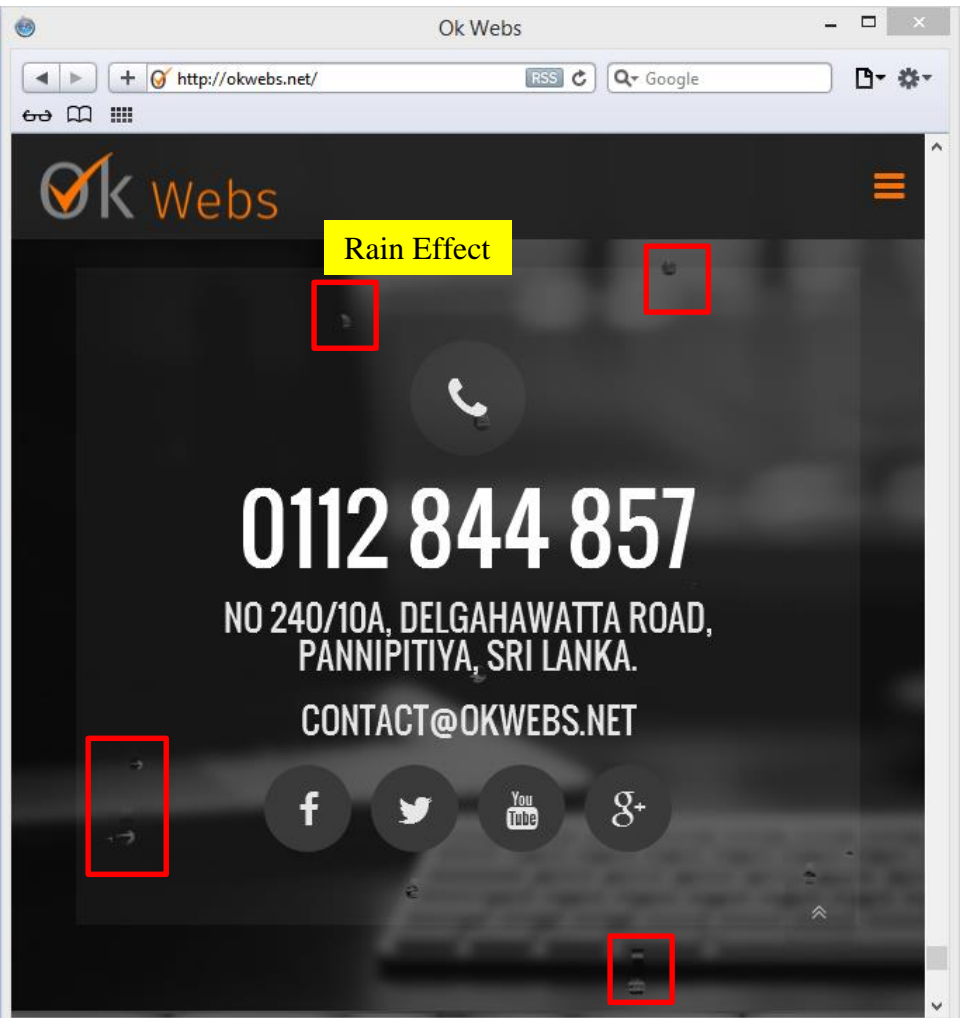 Ok Webs
http://okwebs.net/ RSS Google
Ok Webs
Rain Effect
0112 844 857
NO 240/10A, DELGAHAWATTA ROAD,
PANNIPITIYA, SRI LANKA.
CONTACT@OKWEBS.NET
f You Tube g+